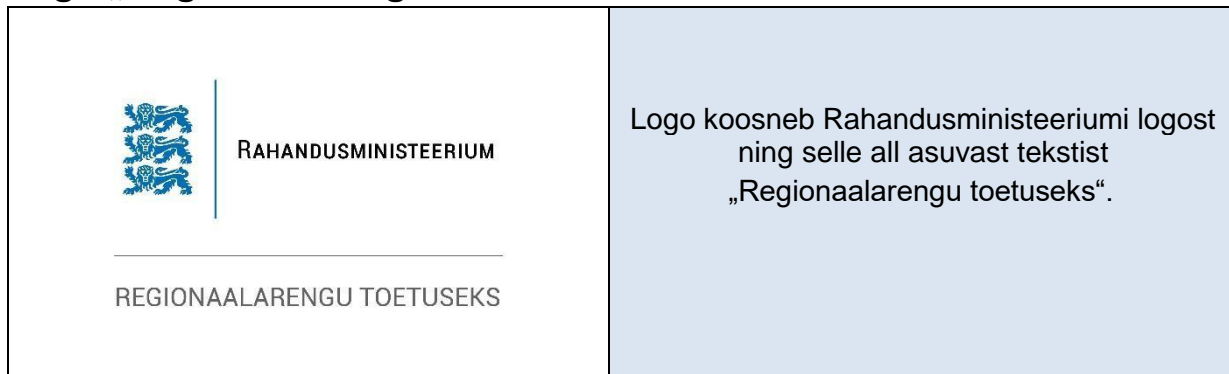 RAHANDUSMINISTEERIUM
REGIONAALARENGU TOETUSEKS
Logo koosneb Rahandusministeeriumi logost
ning selle all asuvast tekstist
„Regionaalarengu toetuseks“.